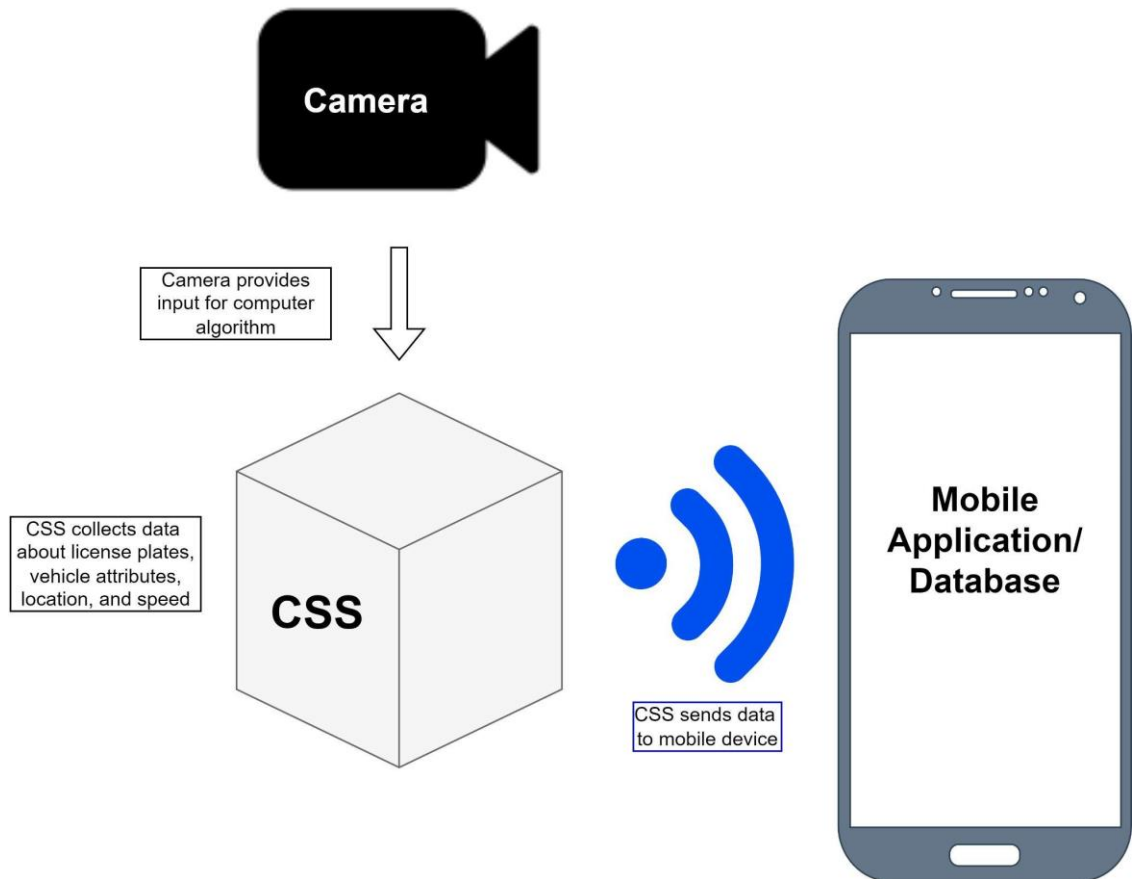 Camera
Camera provides
input for computer
algorithm
CSS collects data
about license plates,
vehicle attributes,
location, and speed
CSS
CSS sends data
to mobile device
Mobile
Application/
Database